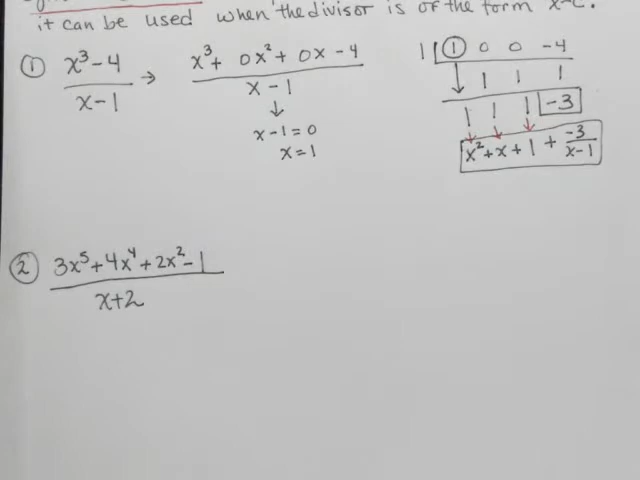 it can be used when the divisor is of the form x-c.
① x³-4 / x-1 → x³+ 0x²+ 0x -4 / x-1
↓
x-1=0
x=1
1 | 1 0 0 -4
↓ 1 1 1
1 1 1 -3
x²+x+1 + -3/x-1
② 3x⁵+4x⁴+2x²-1 / x+2